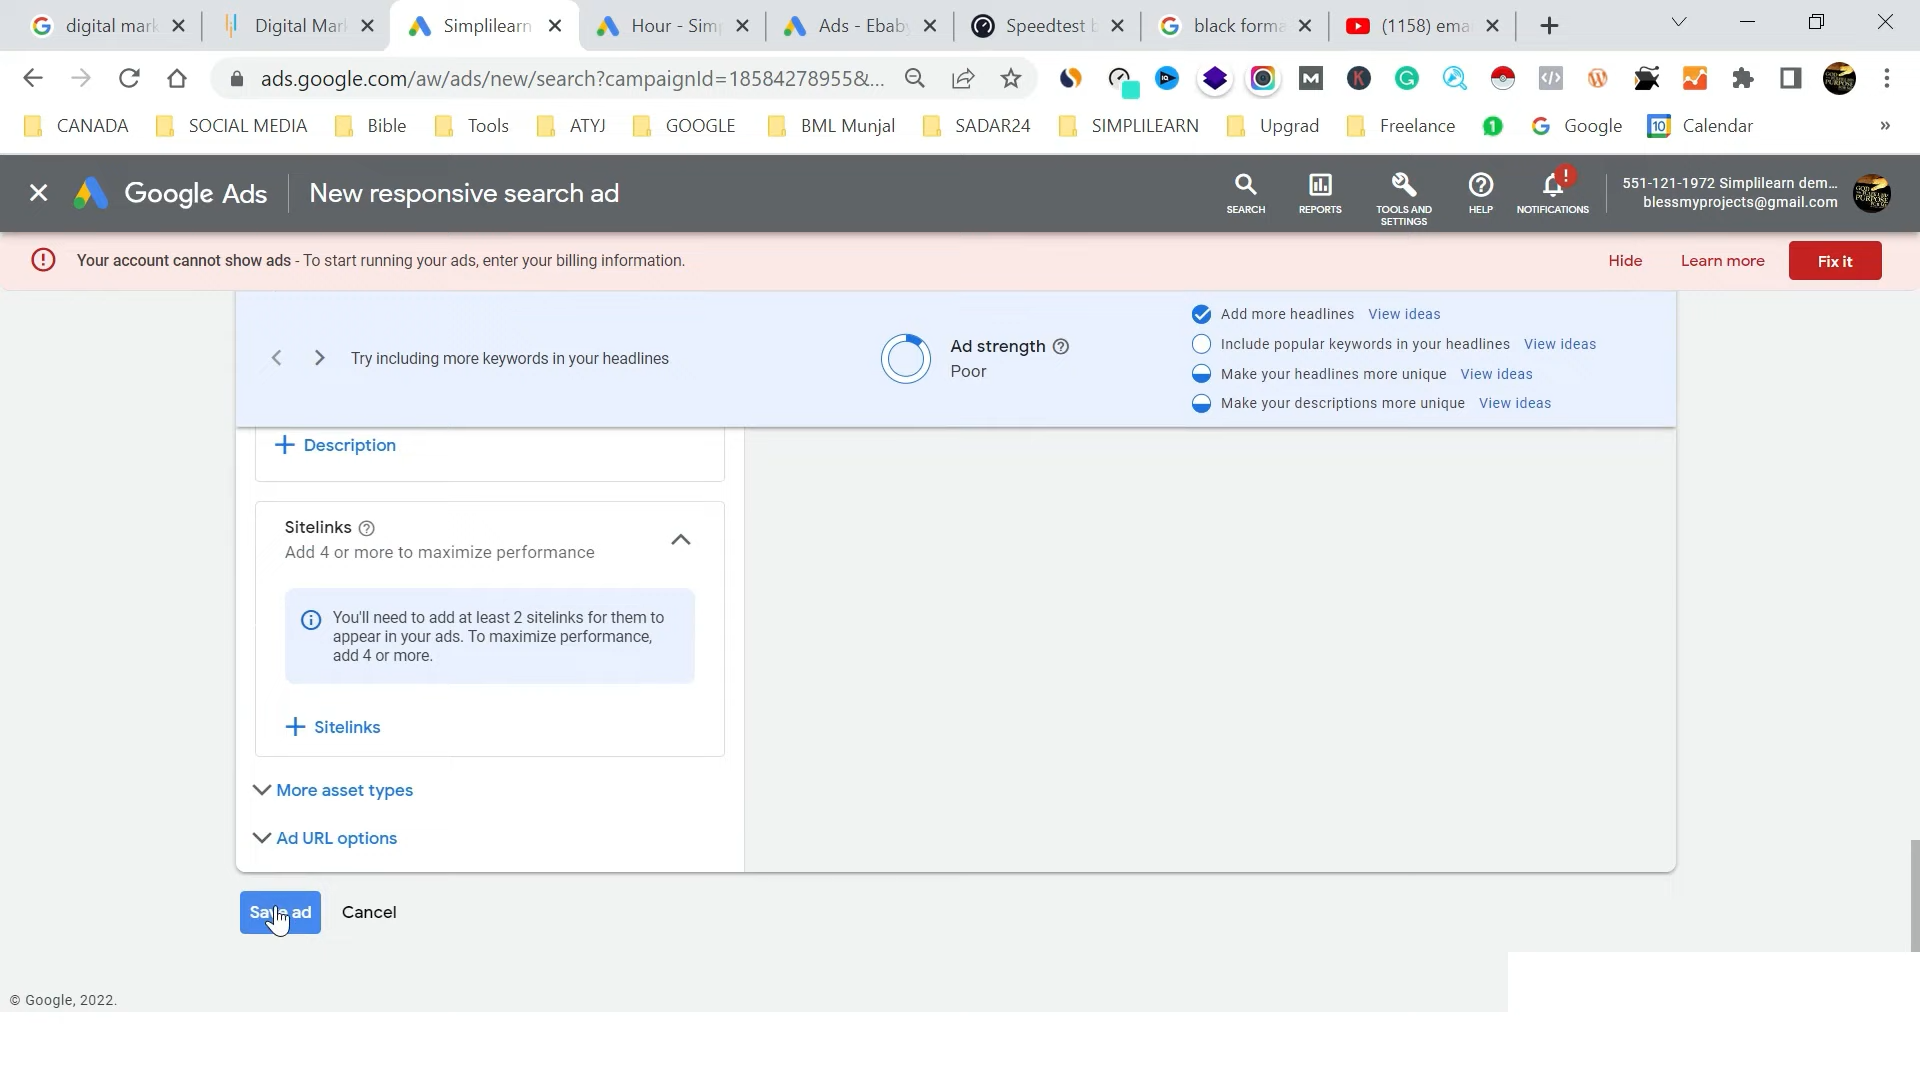 digital mark
Digital Mark
Simplilearn
Hour - Sim
Ads - Ebaby
Speedtest b
black forma
(1158) ema
ads.google.com/aw/ads/new/search?campaignId=18584278955&...
CANADA
SOCIAL MEDIA
Bible
Tools
ATYJ
GOOGLE
BML Munjal
SADAR24
SIMPLILEARN
Upgrad
Freelance
1
Google
10
Calendar
»
Google Ads
New responsive search ad
SEARCH
REPORTS
TOOLS AND
SETTINGS
HELP
NOTIFICATIONS
551-121-1972 Simplilearn dem...
blessmyprojects@gmail.com
Your account cannot show ads - To start running your ads, enter your billing information.
Hide
Learn more
Fix it
Try including more keywords in your headlines
Ad strength
Poor
Add more headlines View ideas
Include popular keywords in your headlines View ideas
Make your headlines more unique View ideas
Make your descriptions more unique View ideas
+ Description
Sitelinks
Add 4 or more to maximize performance
You'll need to add at least 2 sitelinks for them to
appear in your ads. To maximize performance,
add 4 or more.
+ Sitelinks
More asset types
Ad URL options
Save ad
Cancel
© Google, 2022.